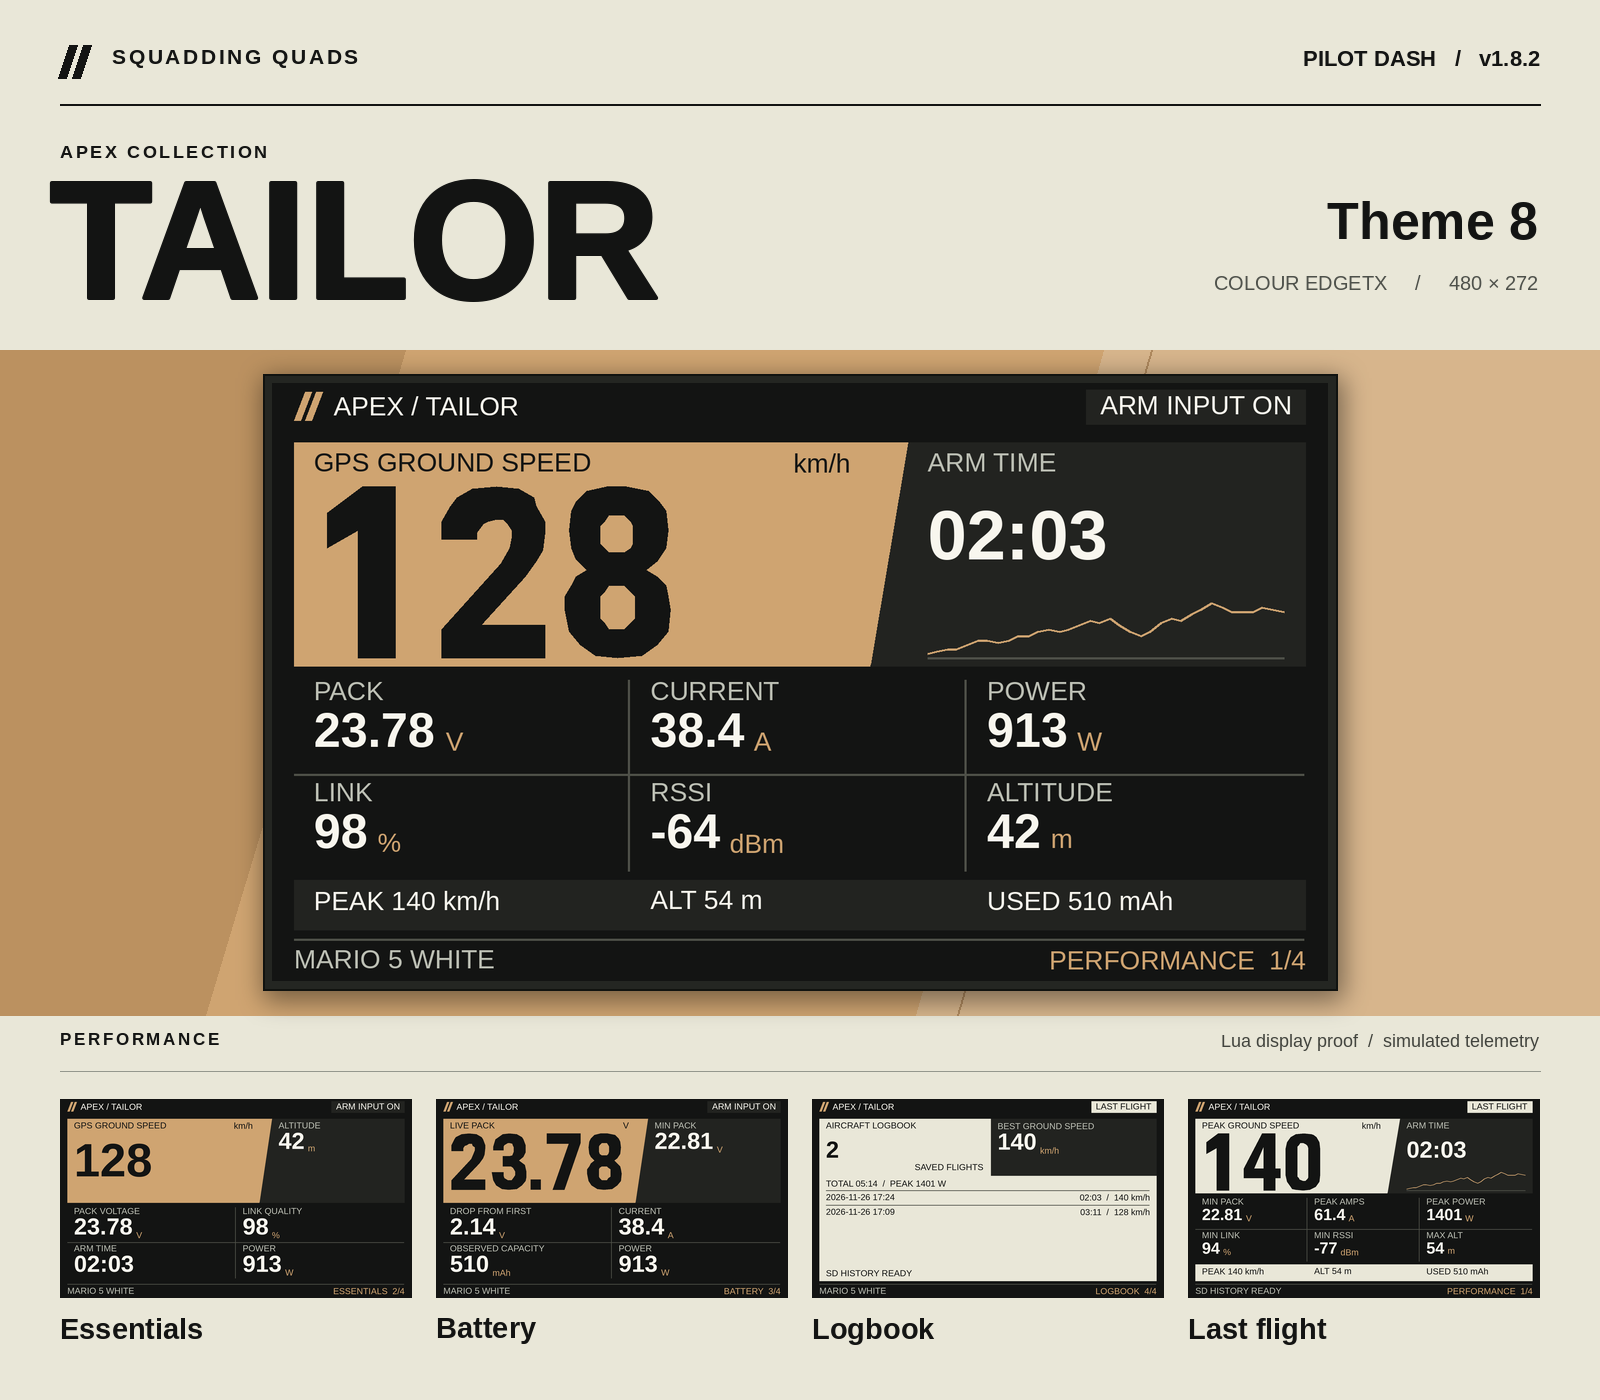 SQUADDING QUADS
PILOT DASH / v1.8.2
APEX COLLECTION
TAILOR
Theme 8
COLOUR EDGETX / 480 × 272
APEX / TAILOR
ARM INPUT ON
GPS GROUND SPEED km/h
128
ARM TIME
02:03
PACK
23.78 V
CURRENT
38.4 A
POWER
913 W
LINK
98 %
RSSI
-64 dBm
ALTITUDE
42 m
PEAK 140 km/h
ALT 54 m
USED 510 mAh
MARIO 5 WHITE
PERFORMANCE 1/4
PERFORMANCE
Lua display proof / simulated telemetry
APEX / TAILOR
ARM INPUT ON
GPS GROUND SPEED km/h
128
ALTITUDE
42 m
PACK VOLTAGE
23.78 V
LINK QUALITY
98 %
ARM TIME
02:03
POWER
913 W
MARIO 5 WHITE
ESSENTIALS 2/4
Essentials
APEX / TAILOR
ARM INPUT ON
LIVE PACK V
23.78
MIN PACK
22.81 V
DROP FROM FIRST
2.14 V
CURRENT
38.4 A
OBSERVED CAPACITY
510 mAh
POWER
913 W
MARIO 5 WHITE
BATTERY 3/4
Battery
APEX / TAILOR
LAST FLIGHT
AIRCRAFT LOGBOOK
2
SAVED FLIGHTS
BEST GROUND SPEED
140 km/h
TOTAL 05:14 / PEAK 1401 W
2026-11-26 17:24 02:03 / 140 km/h
2026-11-26 17:09 03:11 / 128 km/h
SD HISTORY READY
MARIO 5 WHITE
LOGBOOK 4/4
Logbook
APEX / TAILOR
LAST FLIGHT
PEAK GROUND SPEED km/h
140
ARM TIME
02:03
MIN PACK
22.81 V
PEAK AMPS
61.4 A
PEAK POWER
1401 W
MIN LINK
94 %
MIN RSSI
-77 dBm
MAX ALT
54 m
PEAK 140 km/h
ALT 54 m
USED 510 mAh
SD HISTORY READY
PERFORMANCE 1/4
Last flight